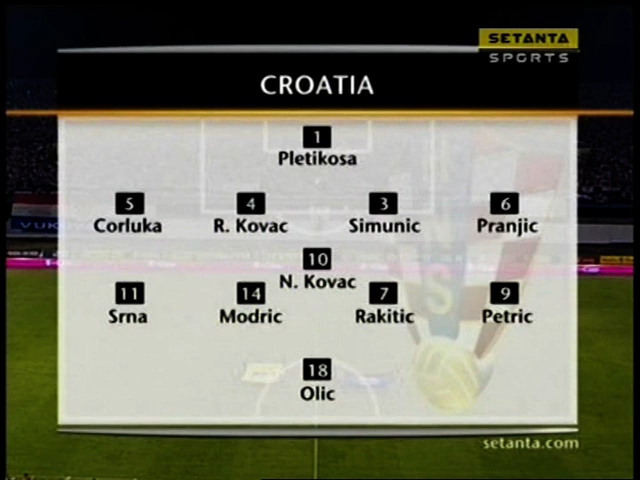 SETANTA
SPORTS
CROATIA
1
Pletikosa
5 4 3 6
Corluka R. Kovac Simunic Pranjic
10
N. Kovac
11 14 7 9
Srna Modric Rakitic Petric
18
Olic
setanta.com